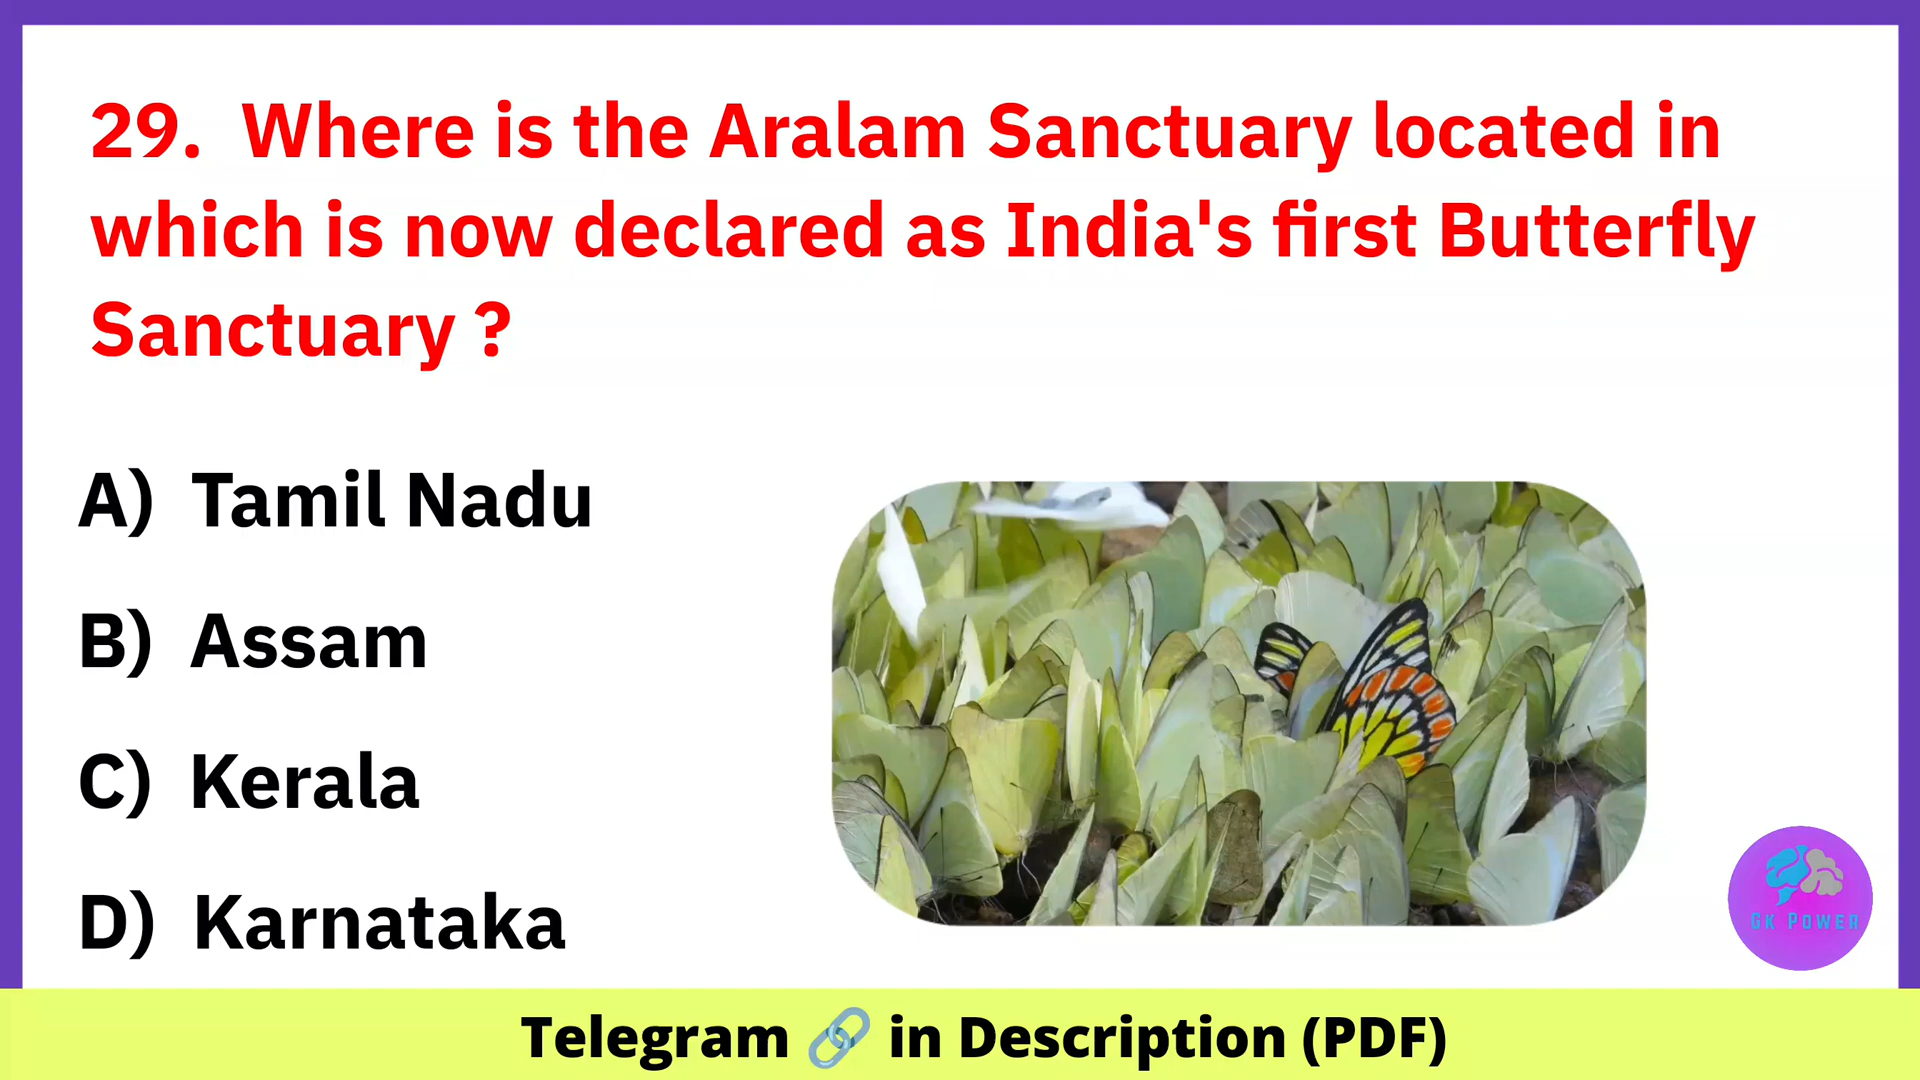 29. Where is the Aralam Sanctuary located in
which is now declared as India's first Butterfly
Sanctuary ?
A) Tamil Nadu
B) Assam
C) Kerala
D) Karnataka
GK POWER
Telegram 🔗 in Description (PDF)